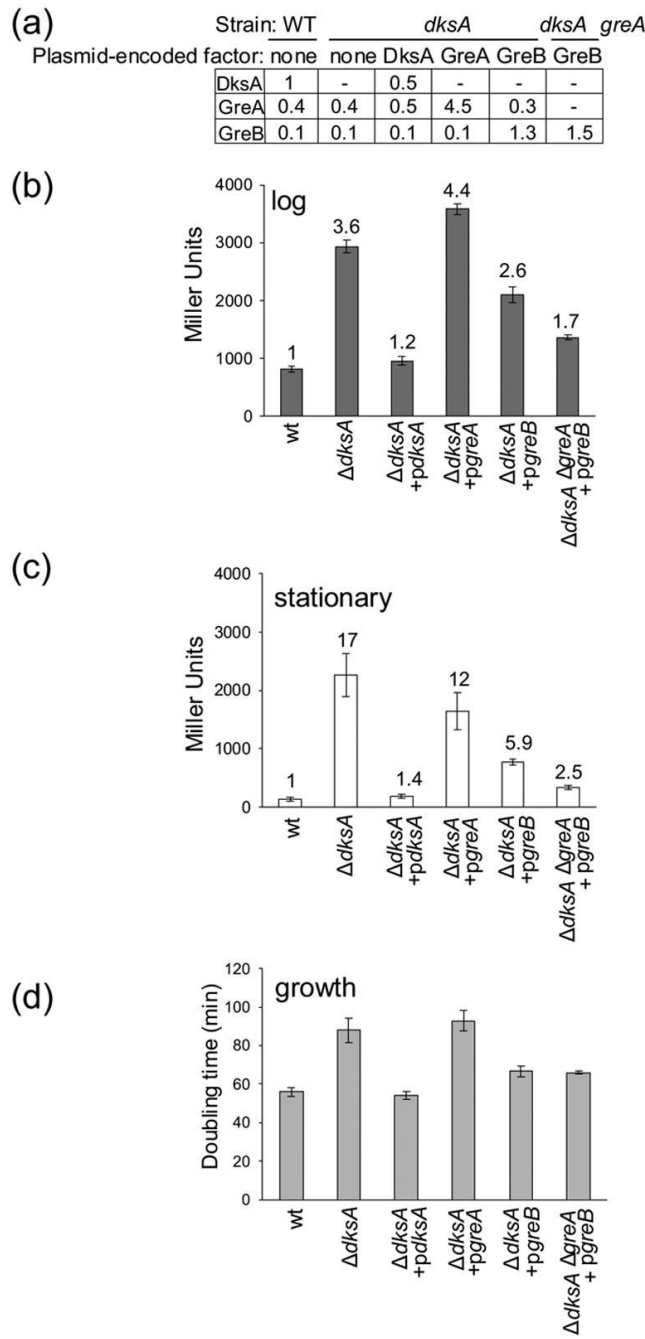 (a)
Strain: WT dksA dksA greA
Plasmid-encoded factor: none none DksA GreA GreB GreB
DksA 1 - 0.5 - - -
GreA 0.4 0.4 0.5 4.5 0.3 -
GreB 0.1 0.1 0.1 0.1 1.3 1.5
(b)
log
Miller Units
4000
3000
2000
1000
0
1 3.6 1.2 4.4 2.6 1.7
wt
ΔdksA
ΔdksA
+pdksA
ΔdksA
+pgreA
ΔdksA
+pgreB
ΔdksA ΔgreA
+ pgreB
(c)
stationary
Miller Units
4000
3000
2000
1000
0
1 17 1.4 12 5.9 2.5
wt
ΔdksA
ΔdksA
+pdksA
ΔdksA
+pgreA
ΔdksA
+pgreB
ΔdksA ΔgreA
+ pgreB
(d)
growth
Doubling time (min)
120
100
80
60
40
20
0
wt
ΔdksA
ΔdksA
+pdksA
ΔdksA
+pgreA
ΔdksA
+pgreB
ΔdksA ΔgreA
+ pgreB